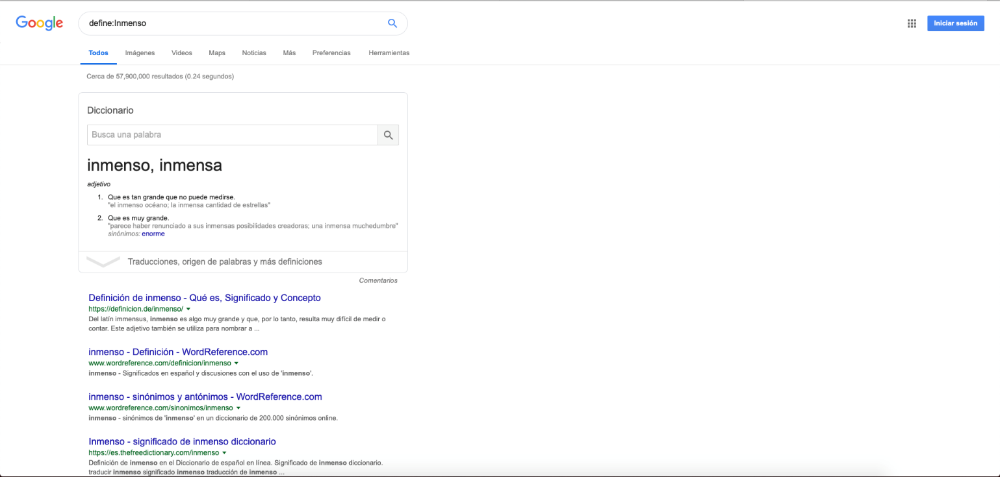 Google
define:Inmenso
Iniciar sesión
Todos Imágenes Videos Maps Noticias Más Preferencias Herramientas
Cerca de 57,900,000 resultados (0.24 segundos)
Diccionario
Busca una palabra
inmenso, inmensa
adjetivo
1. Que es tan grande que no puede medirse.
"el inmenso océano; la inmensa cantidad de estrellas"
2. Que es muy grande.
"parece haber renunciado a sus inmensas posibilidades creadoras; una inmensa muchedumbre"
sinónimos: enorme
Traducciones, origen de palabras y más definiciones
Comentarios
Definición de inmenso - Qué es, Significado y Concepto
https://definicion.de/inmenso/
Del latín immensus, inmenso es algo muy grande y que, por lo tanto, resulta muy difícil de medir o
contar. Este adjetivo también se utiliza para nombrar a ...
inmenso - Definición - WordReference.com
www.wordreference.com/definicion/inmenso
inmenso - Significados en español y discusiones con el uso de 'inmenso'.
inmenso - sinónimos y antónimos - WordReference.com
www.wordreference.com/sinonimos/inmenso
inmenso - sinónimos de 'inmenso' en un diccionario de 200.000 sinónimos online.
Inmenso - significado de inmenso diccionario
https://es.thefreedictionary.com/inmenso
Definición de inmenso en el Diccionario de español en línea. Significado de inmenso diccionario.
traducir inmenso significado inmenso traducción de inmenso ...